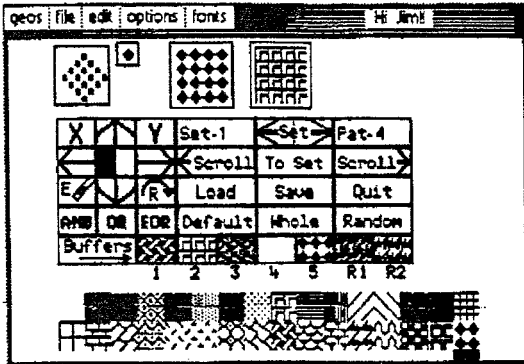 geos file edit options fonts Hi Jim!
X Y Set-1 Set Pat-4
Scroll To Set Scroll
E R Load Save Quit
AND OR EOR Default Whole Random
Buffers
1 2 3 4 5 R1 R2